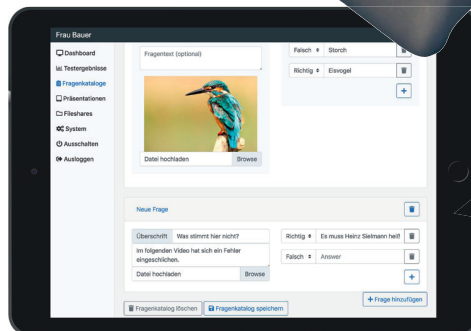 Frau Bauer
Dashboard
Testergebnisse
Fragenkataloge
Präsentationen
Fileshares
System
Ausschalten
Ausloggen
Fragentext (optional)
Datei hochladen Browse
Falsch Storch
Richtig Eisvogel
+
Neue Frage
Überschrift Was stimmt hier nicht?
Im folgenden Video hat sich ein Fehler
eingeschlichen.
Datei hochladen Browse
Richtig Es muss Heinz Sielmann heiß
Falsch Answer
+
+ Frage hinzufügen
Fragenkatalog löschen Fragenkatalog speichern